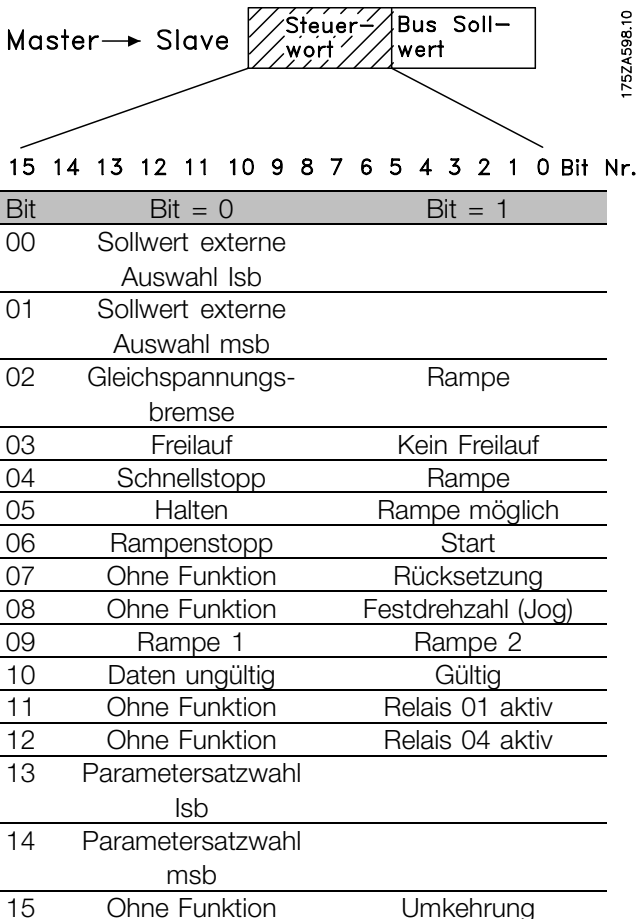 Master → Slave Steuer- Bus Soll-
wort wert
175ZA598.10
15 14 13 12 11 10 9 8 7 6 5 4 3 2 1 0 Bit Nr.
Bit Bit = 0 Bit = 1
00 Sollwert externe
Auswahl lsb
01 Sollwert externe
Auswahl msb
02 Gleichspannungs- Rampe
bremse
03 Freilauf Kein Freilauf
04 Schnellstopp Rampe
05 Halten Rampe möglich
06 Rampenstopp Start
07 Ohne Funktion Rücksetzung
08 Ohne Funktion Festdrehzahl (Jog)
09 Rampe 1 Rampe 2
10 Daten ungültig Gültig
11 Ohne Funktion Relais 01 aktiv
12 Ohne Funktion Relais 04 aktiv
13 Parametersatzwahl
lsb
14 Parametersatzwahl
msb
15 Ohne Funktion Umkehrung